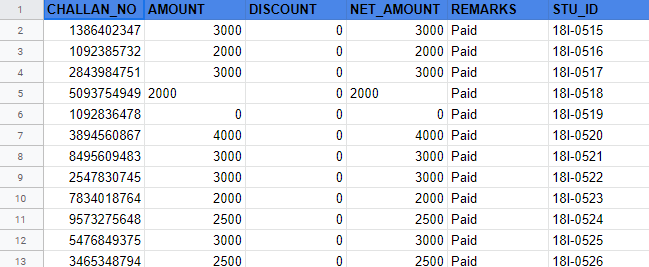 1 CHALLAN_NO AMOUNT DISCOUNT NET_AMOUNT REMARKS STU_ID
2 1386402347 3000 0 3000 Paid 18I-0515
3 1092385732 2000 0 2000 Paid 18I-0516
4 2843984751 3000 0 3000 Paid 18I-0517
5 5093754949 2000 0 2000 Paid 18I-0518
6 1092836478 0 0 0 Paid 18I-0519
7 3894560867 4000 0 4000 Paid 18I-0520
8 8495609483 3000 0 3000 Paid 18I-0521
9 2547830745 3000 0 3000 Paid 18I-0522
10 7834018764 2000 0 2000 Paid 18I-0523
11 9573275648 2500 0 2500 Paid 18I-0524
12 5476849375 3000 0 3000 Paid 18I-0525
13 3465348794 2500 0 2500 Paid 18I-0526